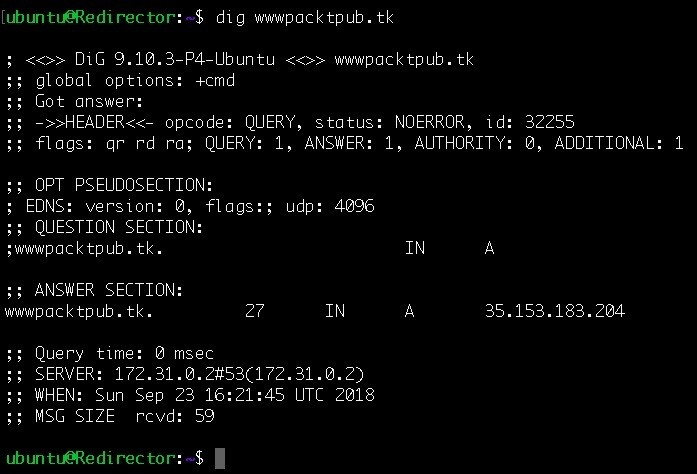 [ubuntu@Redirector:~$ dig wwwpacktpub.tk
; <<>> DiG 9.10.3-P4-Ubuntu <<>> wwwpacktpub.tk
;; global options: +cmd
;; Got answer:
;; ->>HEADER<<- opcode: QUERY, status: NOERROR, id: 32255
;; flags: qr rd ra; QUERY: 1, ANSWER: 1, AUTHORITY: 0, ADDITIONAL: 1
;; OPT PSEUDOSECTION:
; EDNS: version: 0, flags:; udp: 4096
;; QUESTION SECTION:
;wwwpacktpub.tk. IN A
;; ANSWER SECTION:
wwwpacktpub.tk. 27 IN A 35.153.183.204
;; Query time: 0 msec
;; SERVER: 172.31.0.2#53(172.31.0.2)
;; WHEN: Sun Sep 23 16:21:45 UTC 2018
;; MSG SIZE rcvd: 59
ubuntu@Redirector:~$